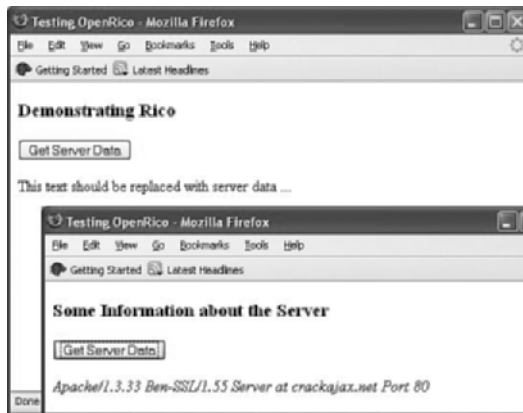 Testing OpenRico - Mozilla Firefox
File Edit View Go Bookmarks Tools Help
Getting Started Latest Headlines
Demonstrating Rico
Get Server Data
This text should be replaced with server data ...
Testing OpenRico - Mozilla Firefox
File Edit View Go Bookmarks Tools Help
Getting Started Latest Headlines
Some Information about the Server
Get Server Data
Apache/1.3.33 Ben-SSL/1.55 Server at crackajax.net Port 80
Done